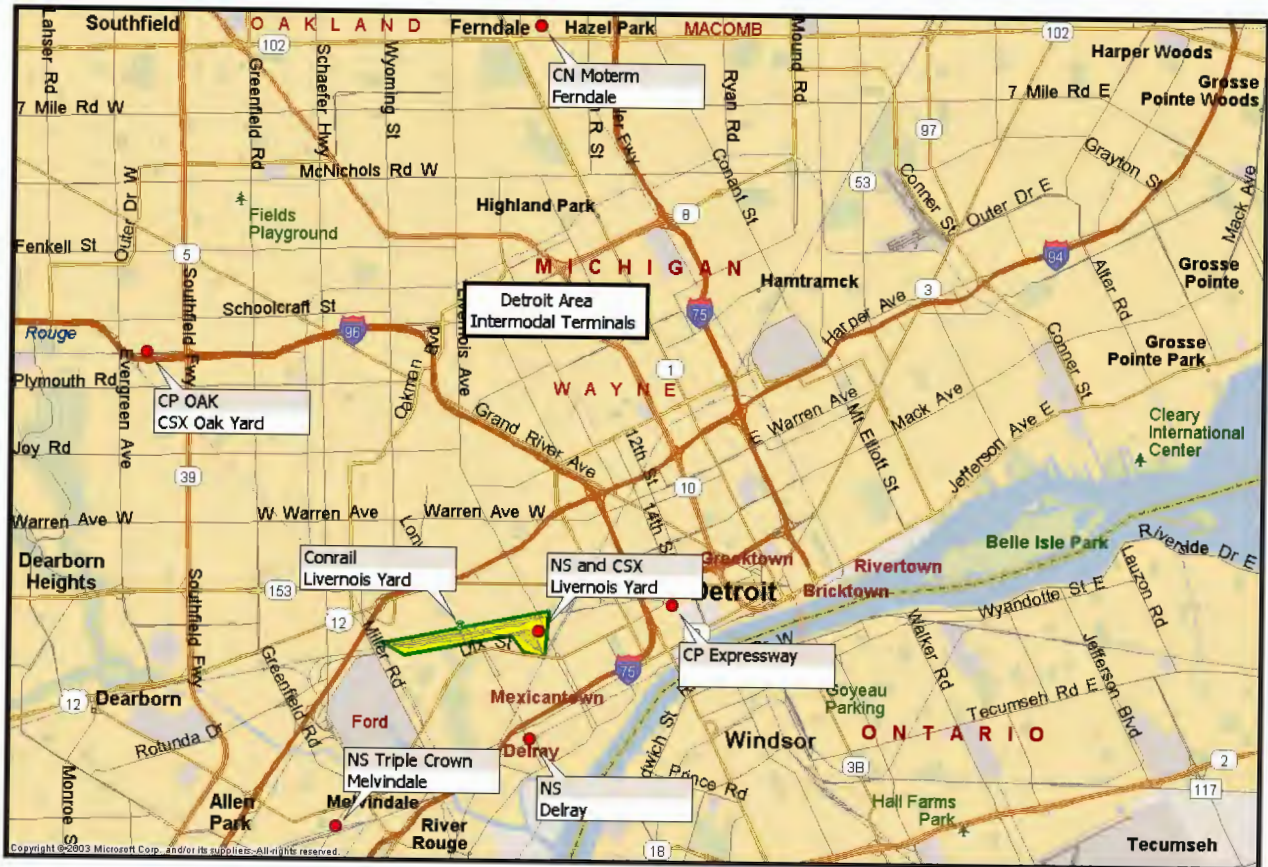 Southfield
OAKLAND
Ferndale
Hazel Park
MACOMB
102
102
Harper Woods
Lahser Rd
Greenfield Rd
Schaefer Hwy
Wyoming St
CN Moterm
Ferndale
Ryan Rd
Mound Rd
7 Mile Rd E
Grosse
Pointe Woods
7 Mile Rd W
97
Grayton St
McNichols Rd W
Conant St
53
Conner St
Outer Dr E
Mack Ave
Outer Dr W
Fields
Playground
Highland Park
8
Fenkell St
5
MICHIGAN
94
Alter Rd
Grosse
Pointe
Hamtramck
3
Schoolcraft St
Detroit Area
Intermodal Terminals
75
Harper Ave
Rouge
96
Livernois Ave
Oakman Blvd
Southfield Fwy
Evergreen Ave
Plymouth Rd
1
Conner St
Grosse
Pointe Park
CP OAK
CSX Oak Yard
WAYNE
Grand River Ave
E Warren Ave
Mt Elliott St
Mack Ave
Jefferson Ave E
Cleary
International
Center
Joy Rd
12th St
39
10
14th St
Warren Ave W
W Warren Ave
Warren Ave W
Belle Isle Park
Riverside Dr E
Dearborn
Heights
Conrail
Livernois Yard
NS and CSX
Livernois Yard
Greektown
Rivertown
Detroit
Bricktown
Lauzon Rd
153
Wyandotte St E
Southfield Fwy
12
Miller Rd
CP Expressway
Walker Rd
Jefferson Blvd
Greenfield Rd
75
12
Dearborn
Mexicantown
Goyeau
Parking
Tecumseh Rd E
Ford
Rotunda Dr
Delray
Windsor
ONTARIO
NS Triple Crown
Melvindale
NS
Delray
Prince Rd
3B
2
117
Allen
Park
Melvindale
River
Rouge
Hall Farms
Park
18
Tecumseh
Copyright © 2003 Microsoft Corp. and/or its suppliers. All rights reserved.